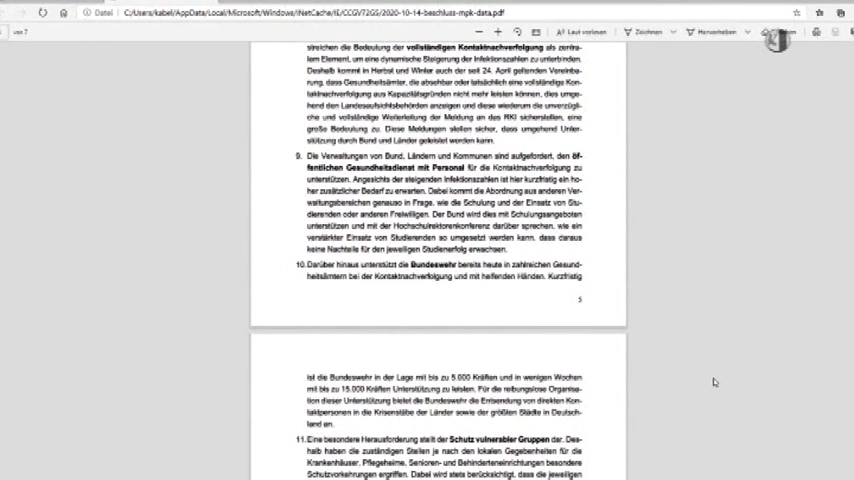 Datei C:/Users/kabel/AppData/Local/Microsoft/Windows/INetCache/IE/CCGV72GS/2020-10-14-beschluss-mpk-data.pdf
von 7
Laut vorlesen Zeichnen Hervorheben
streichen die Bedeutung der vollständigen Kontaktnachverfolgung als zentra-
lem Element, um eine dynamische Steigerung der Infektionszahlen zu unterbinden.
Deshalb kommt in Herbst und Winter auch der seit 24. April geltenden Vereinba-
rung, dass Gesundheitsämter, die absehbar oder tatsächlich eine vollständige Kon-
taktnachverfolgung aus Kapazitätsgründen nicht mehr leisten können, dies umge-
hend den Landesaufsichtsbehörden anzeigen und diese wiederum die unverzügli-
che und vollständige Weiterleitung der Meldung an das RKI sicherstellen, eine
große Bedeutung zu. Diese Meldungen stellen sicher, dass umgehend Unter-
stützung durch Bund und Länder geleistet werden kann.
9. Die Verwaltungen von Bund, Ländern und Kommunen sind aufgefordert, den öf-
fentlichen Gesundheitsdienst mit Personal für die Kontaktnachverfolgung zu
unterstützen. Angesichts der steigenden Infektionszahlen ist hier kurzfristig ein ho-
her zusätzlicher Bedarf zu erwarten. Dabei kommt die Abordnung aus anderen Ver-
waltungsbereichen genauso in Frage, wie die Schulung und der Einsatz von Stu-
dierenden oder anderen Freiwilligen. Der Bund wird dies mit Schulungsangeboten
unterstützen und mit der Hochschulrektorenkonferenz darüber sprechen, wie ein
verstärkter Einsatz von Studierenden so umgesetzt werden kann, dass daraus
keine Nachteile für den jeweiligen Studienerfolg erwachsen.
10. Darüber hinaus unterstützt die Bundeswehr bereits heute in zahlreichen Gesund-
heitsämtern bei der Kontaktnachverfolgung und mit helfenden Händen. Kurzfristig
5
ist die Bundeswehr in der Lage mit bis zu 5.000 Kräften und in wenigen Wochen
mit bis zu 15.000 Kräften Unterstützung zu leisten. Für die reibungslose Organisa-
tion dieser Unterstützung bietet die Bundeswehr die Entsendung von direkten Kon-
taktpersonen in die Krisenstäbe der Länder sowie der größten Städte in Deutsch-
land an.
11. Eine besondere Herausforderung stellt der Schutz vulnerabler Gruppen dar. Des-
halb haben die zuständigen Stellen je nach den lokalen Gegebenheiten für die
Krankenhäuser, Pflegeheime, Senioren- und Behinderteneinrichtungen besondere
Schutzvorkehrungen ergriffen. Dabei wird stets berücksichtigt, dass die jeweiligen